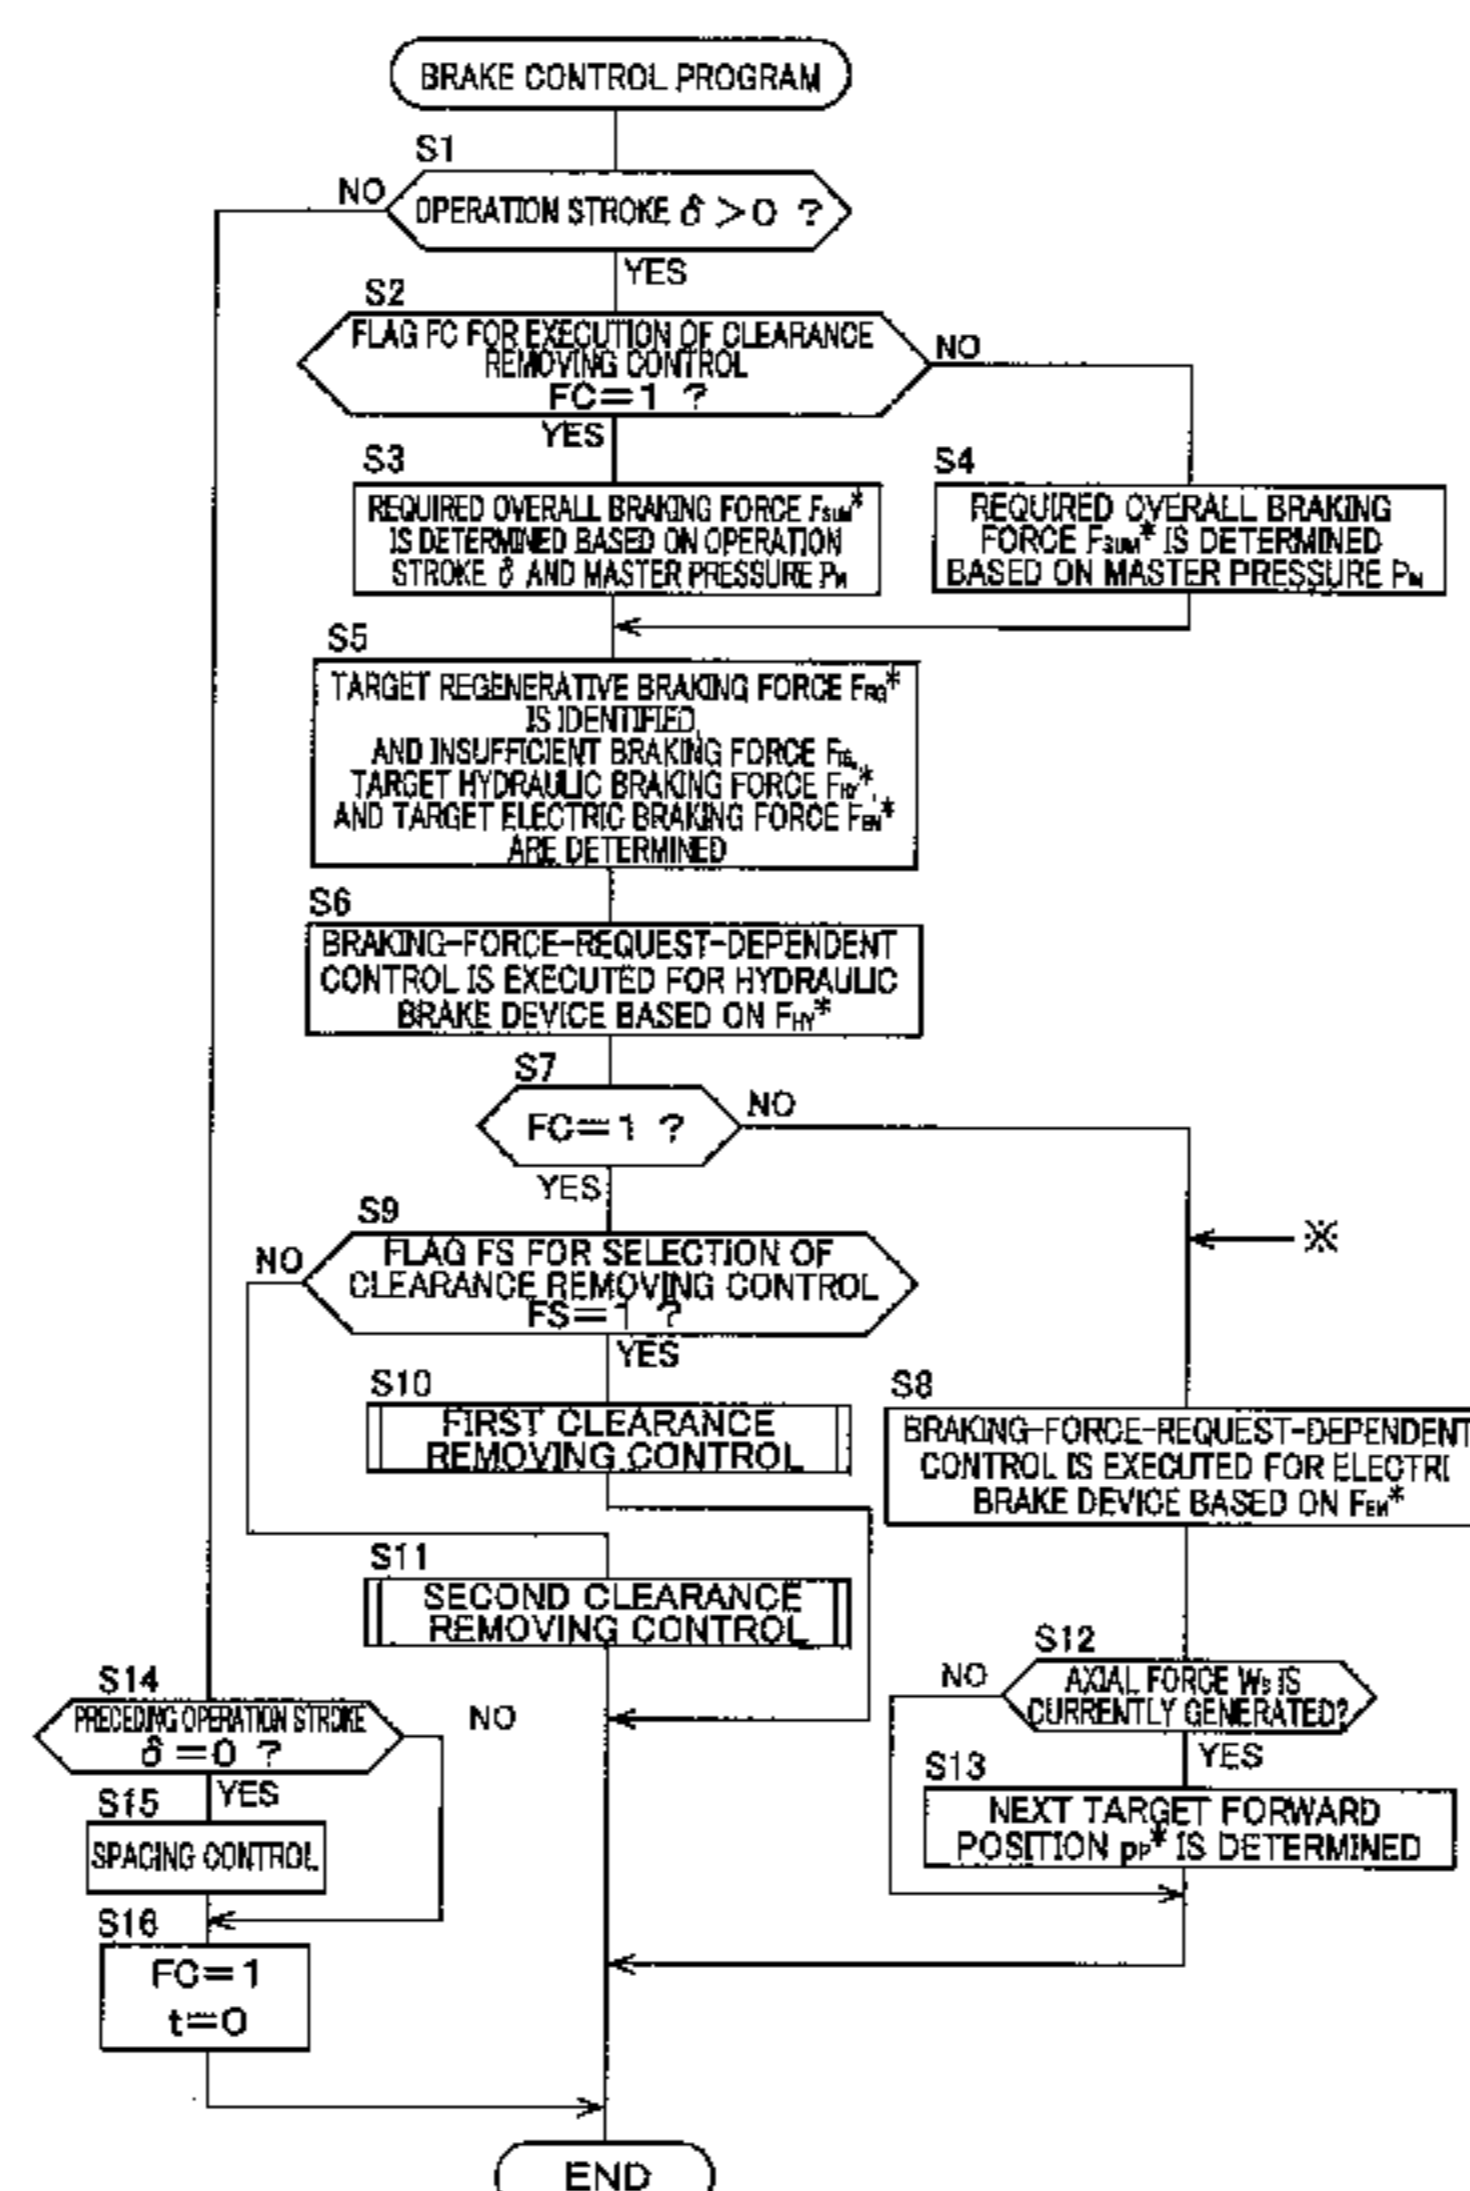 BRAKE CONTROL PROGRAM
S1
NO
OPERATION STROKE δ > 0 ?
YES
S2
FLAG FC FOR EXECUTION OF CLEARANCE
REMOVING CONTROL
FC=1 ?
NO
YES
S3
REQUIRED OVERALL BRAKING FORCE FSUM*
IS DETERMINED BASED ON OPERATION
STROKE δ AND MASTER PRESSURE PM
S4
REQUIRED OVERALL BRAKING
FORCE FSUM* IS DETERMINED
BASED ON MASTER PRESSURE PM
S5
TARGET REGENERATIVE BRAKING FORCE FRG*
IS IDENTIFIED,
AND INSUFFICIENT BRAKING FORCE FIS,
TARGET HYDRAULIC BRAKING FORCE FHY*,
AND TARGET ELECTRIC BRAKING FORCE FEM*
ARE DETERMINED
S6
BRAKING-FORCE-REQUEST-DEPENDENT
CONTROL IS EXECUTED FOR HYDRAULIC
BRAKE DEVICE BASED ON FHY*
S7
FC=1 ?
NO
YES
S9
NO
FLAG FS FOR SELECTION OF
CLEARANCE REMOVING CONTROL
FS=1 ?
※
YES
S10
FIRST CLEARANCE
REMOVING CONTROL
S8
BRAKING-FORCE-REQUEST-DEPENDENT
CONTROL IS EXECUTED FOR ELECTRI
BRAKE DEVICE BASED ON FEM*
S11
SECOND CLEARANCE
REMOVING CONTROL
S12
NO
AXIAL FORCE WS IS
CURRENTLY GENERATED?
YES
S13
NEXT TARGET FORWARD
POSITION pP* IS DETERMINED
S14
PRECEDING OPERATION STROKE
δ=0 ?
NO
YES
S15
SPACING CONTROL
S16
FC=1
t=0
END